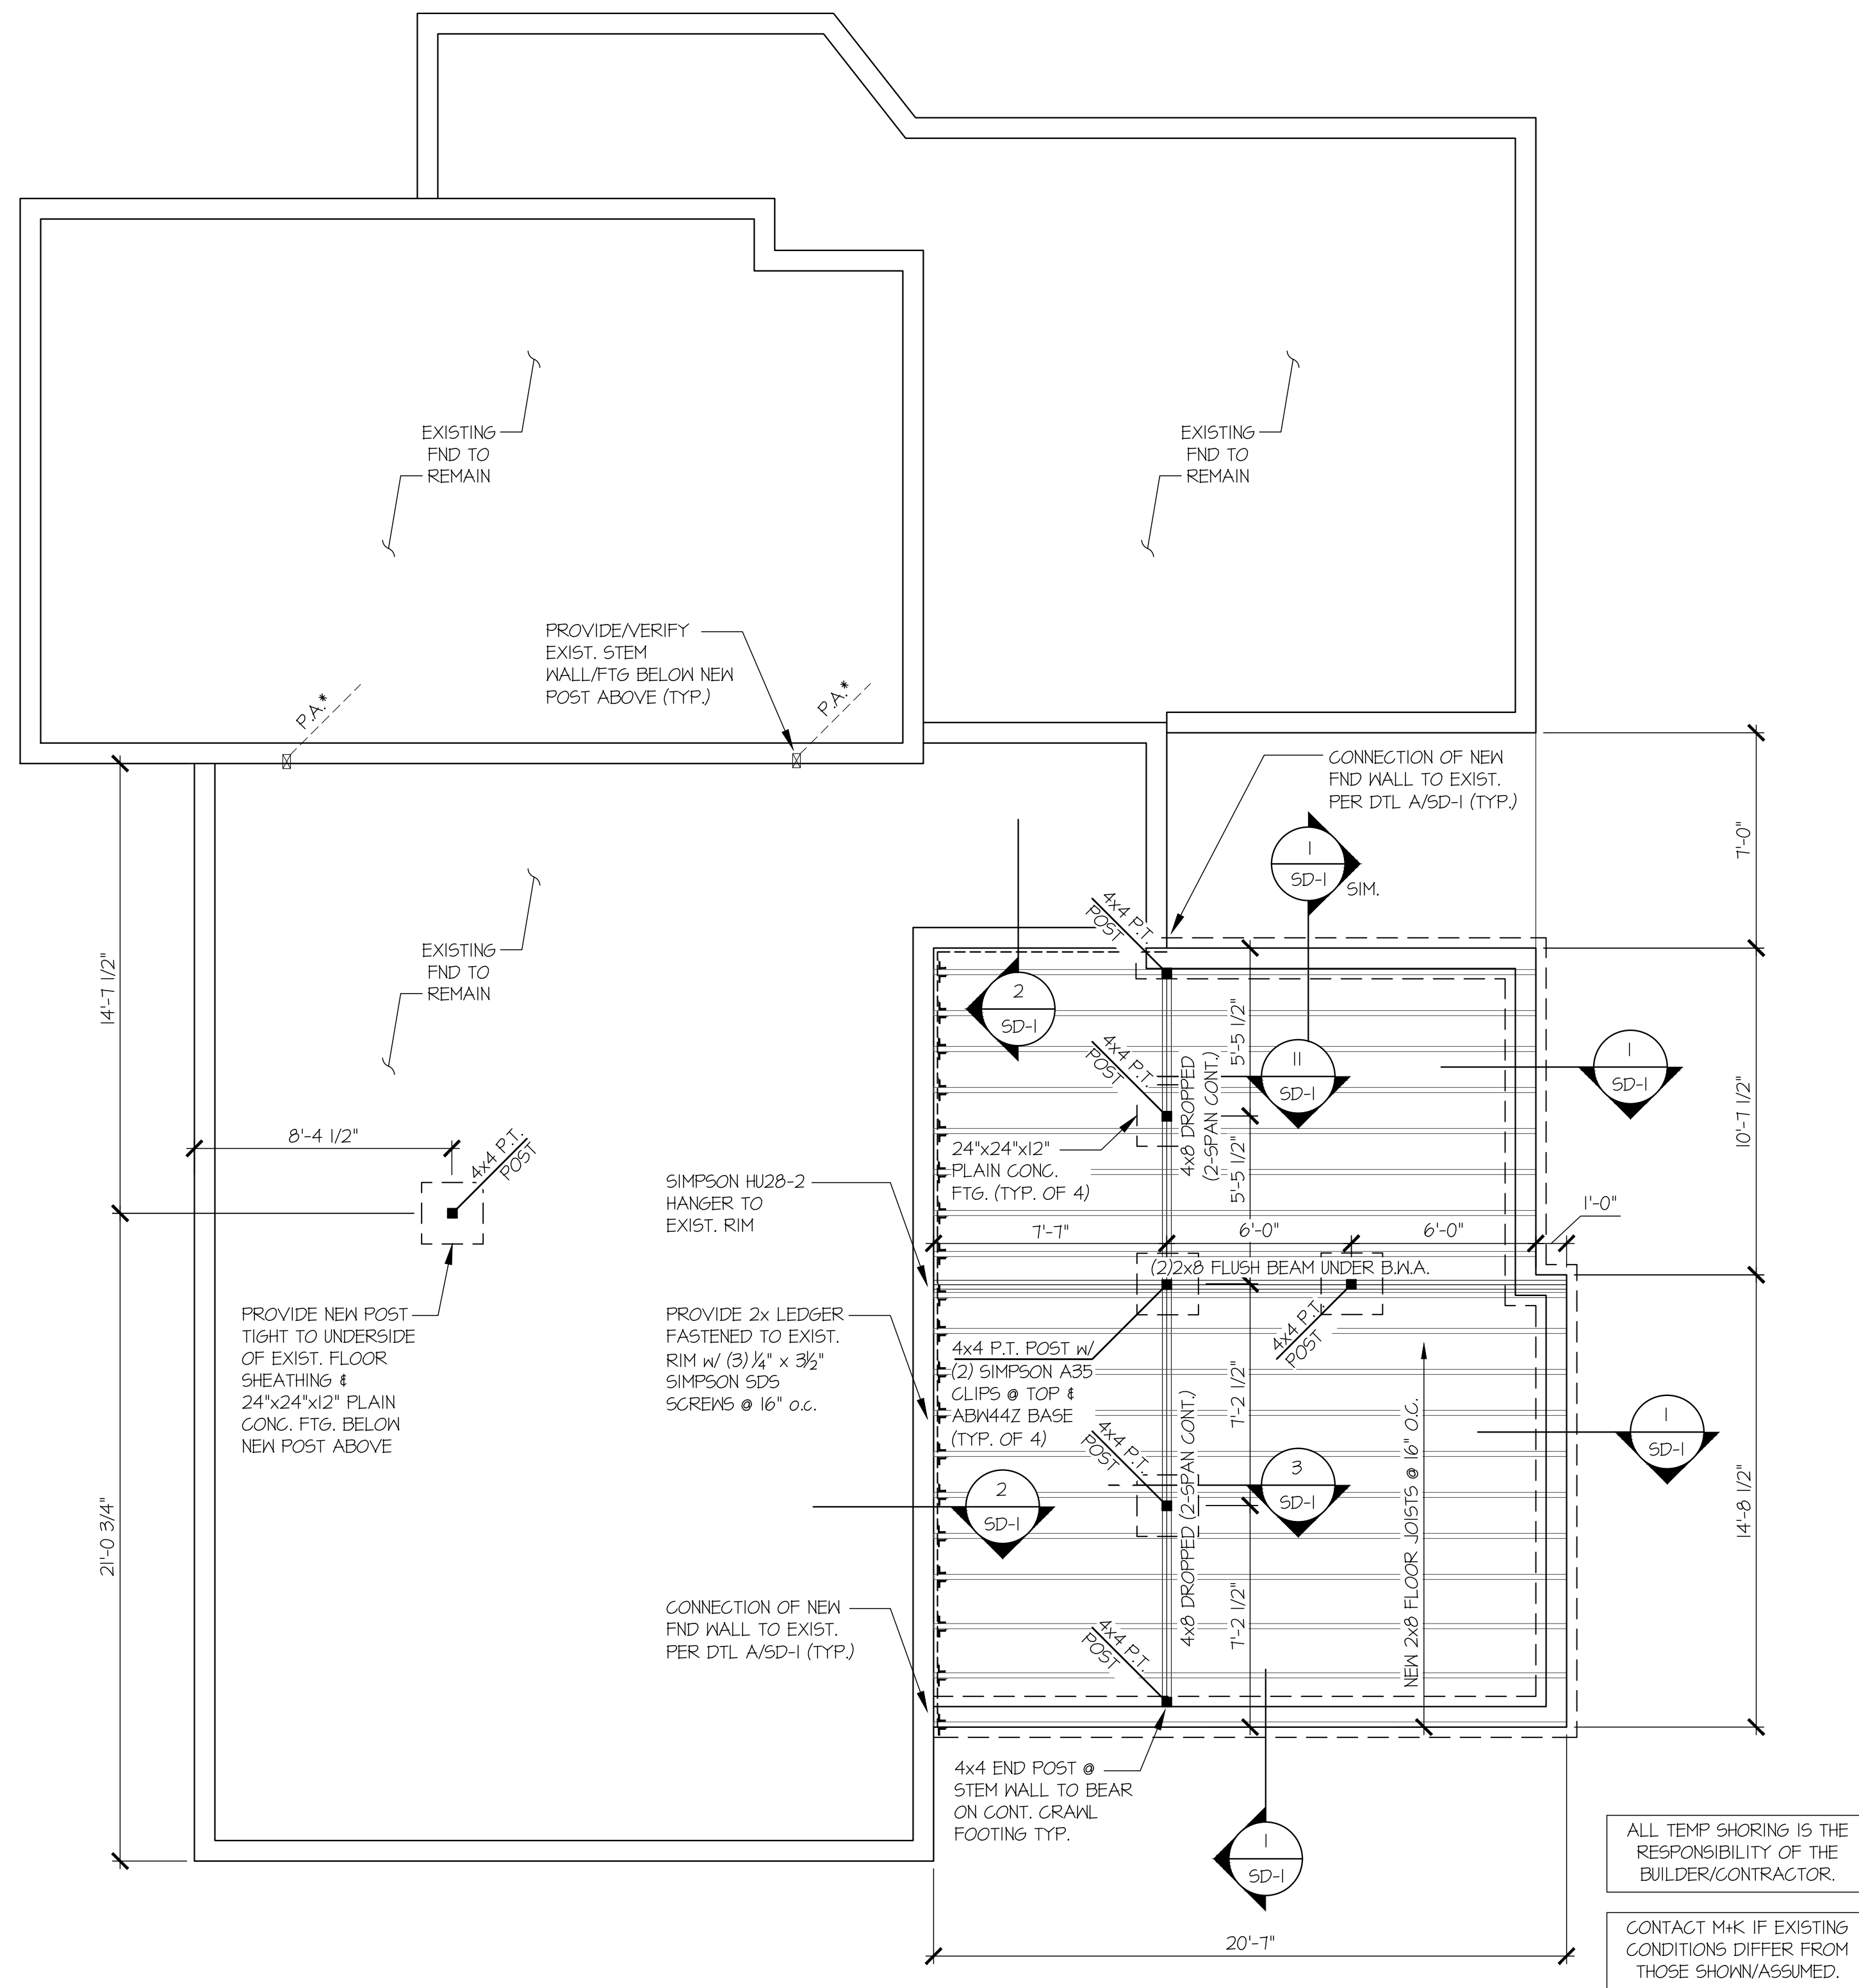 EXISTING
FND TO
REMAIN
EXISTING
FND TO
REMAIN
PROVIDE/VERIFY
EXIST. STEM
WALL/FTG BELOW NEW
POST ABOVE (TYP.)
P.A.*
P.A.*
CONNECTION OF NEW
FND WALL TO EXIST.
PER DTL A/SD-1 (TYP.)
7'-0"
1
SD-1
SIM.
4x4 P.T.
POST
EXISTING
FND TO
REMAIN
14'-7 1/2"
2
SD-1
4x4 P.T.
POST
4x8 DROPPED
(2-SPAN CONT.)
5'-5 1/2"
5'-5 1/2"
11
SD-1
1
SD-1
10'-7 1/2"
8'-4 1/2"
4x4 P.T.
POST
24"x24"x12"
PLAIN CONC.
FTG. (TYP. OF 4)
SIMPSON HU28-2
HANGER TO
EXIST. RIM
7'-7"
6'-0"
6'-0"
1'-0"
(2)2x8 FLUSH BEAM UNDER B.W.A.
PROVIDE NEW POST
TIGHT TO UNDERSIDE
OF EXIST. FLOOR
SHEATHING &
24"x24"x12" PLAIN
CONC. FTG. BELOW
NEW POST ABOVE
PROVIDE 2x LEDGER
FASTENED TO EXIST.
RIM w/ (3) 1/4" x 3 1/2"
SIMPSON SDS
SCREWS @ 16" o.c.
4x4 P.T. POST w/
(2) SIMPSON A35
CLIPS @ TOP &
ABW44Z BASE
(TYP. OF 4)
4x4 P.T.
POST
4x4 P.T.
POST
7'-2 1/2"
7'-2 1/2"
4x8 DROPPED (2-SPAN CONT.)
NEW 2x8 FLOOR JOISTS @ 16" O.C.
2
SD-1
3
SD-1
1
SD-1
14'-8 1/2"
21'-0 3/4"
CONNECTION OF NEW
FND WALL TO EXIST.
PER DTL A/SD-1 (TYP.)
4x4 P.T.
POST
4x4 END POST @
STEM WALL TO BEAR
ON CONT. CRAWL
FOOTING TYP.
1
SD-1
20'-7"
ALL TEMP SHORING IS THE
RESPONSIBILITY OF THE
BUILDER/CONTRACTOR.
CONTACT M+K IF EXISTING
CONDITIONS DIFFER FROM
THOSE SHOWN/ASSUMED.